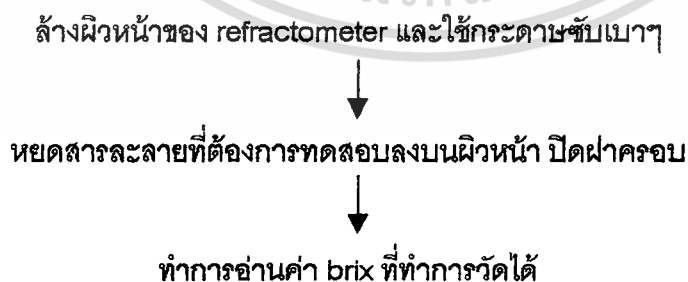 ล้างผิวหน้าของ refractometer และใช้กระดาษซับเบาๆ
หยดสารละลายที่ต้องการทดสอบลงบนผิวหน้า ปิดฝาครอบ
ทำการอ่านค่า brix ที่ทำการวัดได้